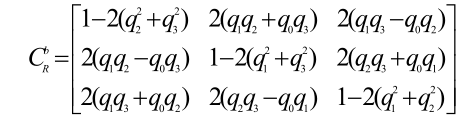 C_R^b = [ 1−2(q_2^2+q_3^2)  2(q_1q_2+q_0q_3)  2(q_1q_3−q_0q_2)
2(q_1q_2−q_0q_3)  1−2(q_1^2+q_3^2)  2(q_2q_3+q_0q_1)
2(q_1q_3+q_0q_2)  2(q_2q_3−q_0q_1)  1−2(q_1^2+q_2^2) ]